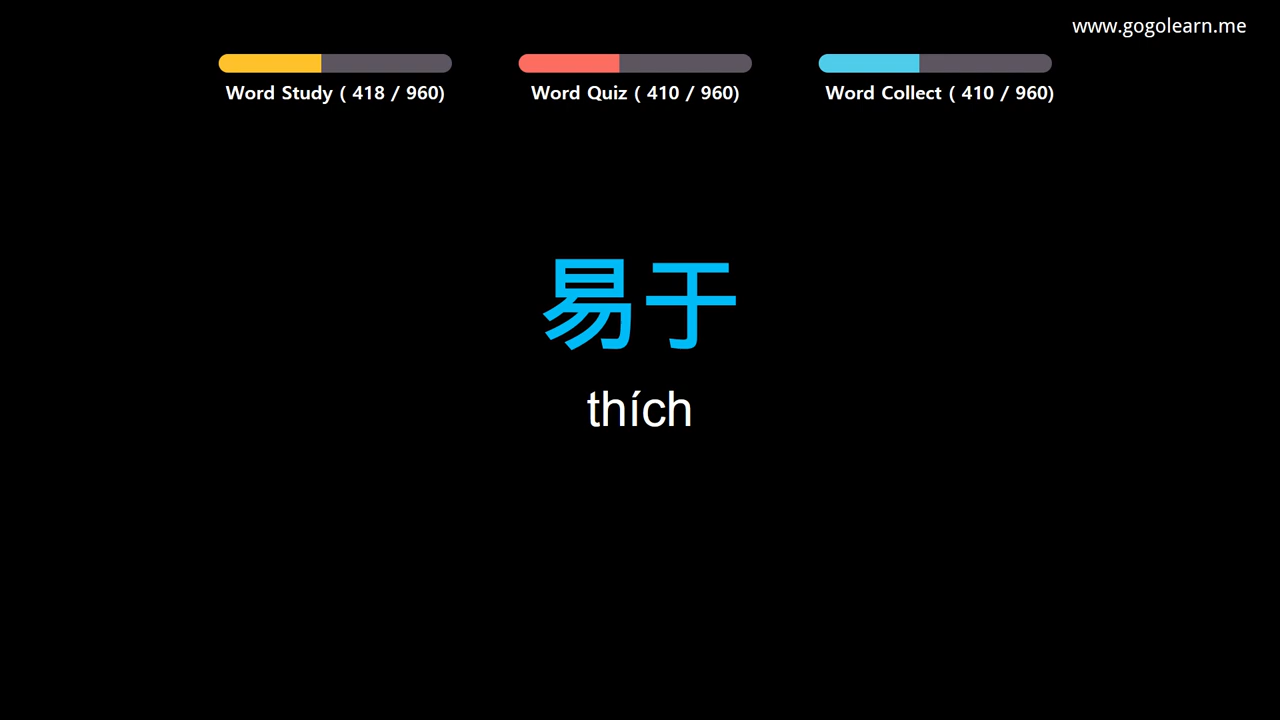 www.gogolearn.me
Word Study ( 418 / 960)
Word Quiz ( 410 / 960)
Word Collect ( 410 / 960)
易于
thích